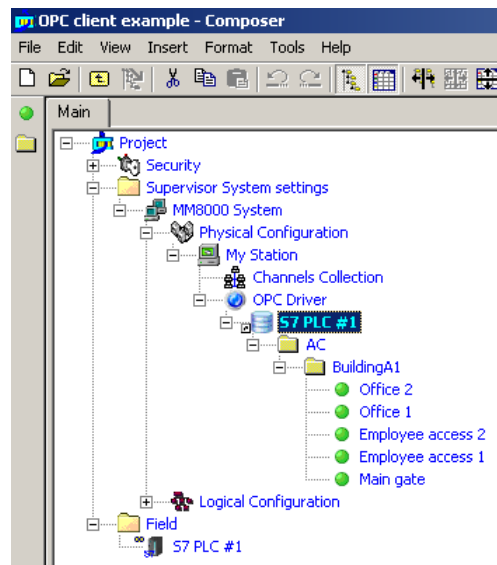 OPC client example - Composer
File Edit View Insert Format Tools Help
Main
Project
Security
Supervisor System settings
MM8000 System
Physical Configuration
My Station
Channels Collection
OPC Driver
S7 PLC #1
AC
BuildingA1
Office 2
Office 1
Employee access 2
Employee access 1
Main gate
Logical Configuration
Field
S7 PLC #1